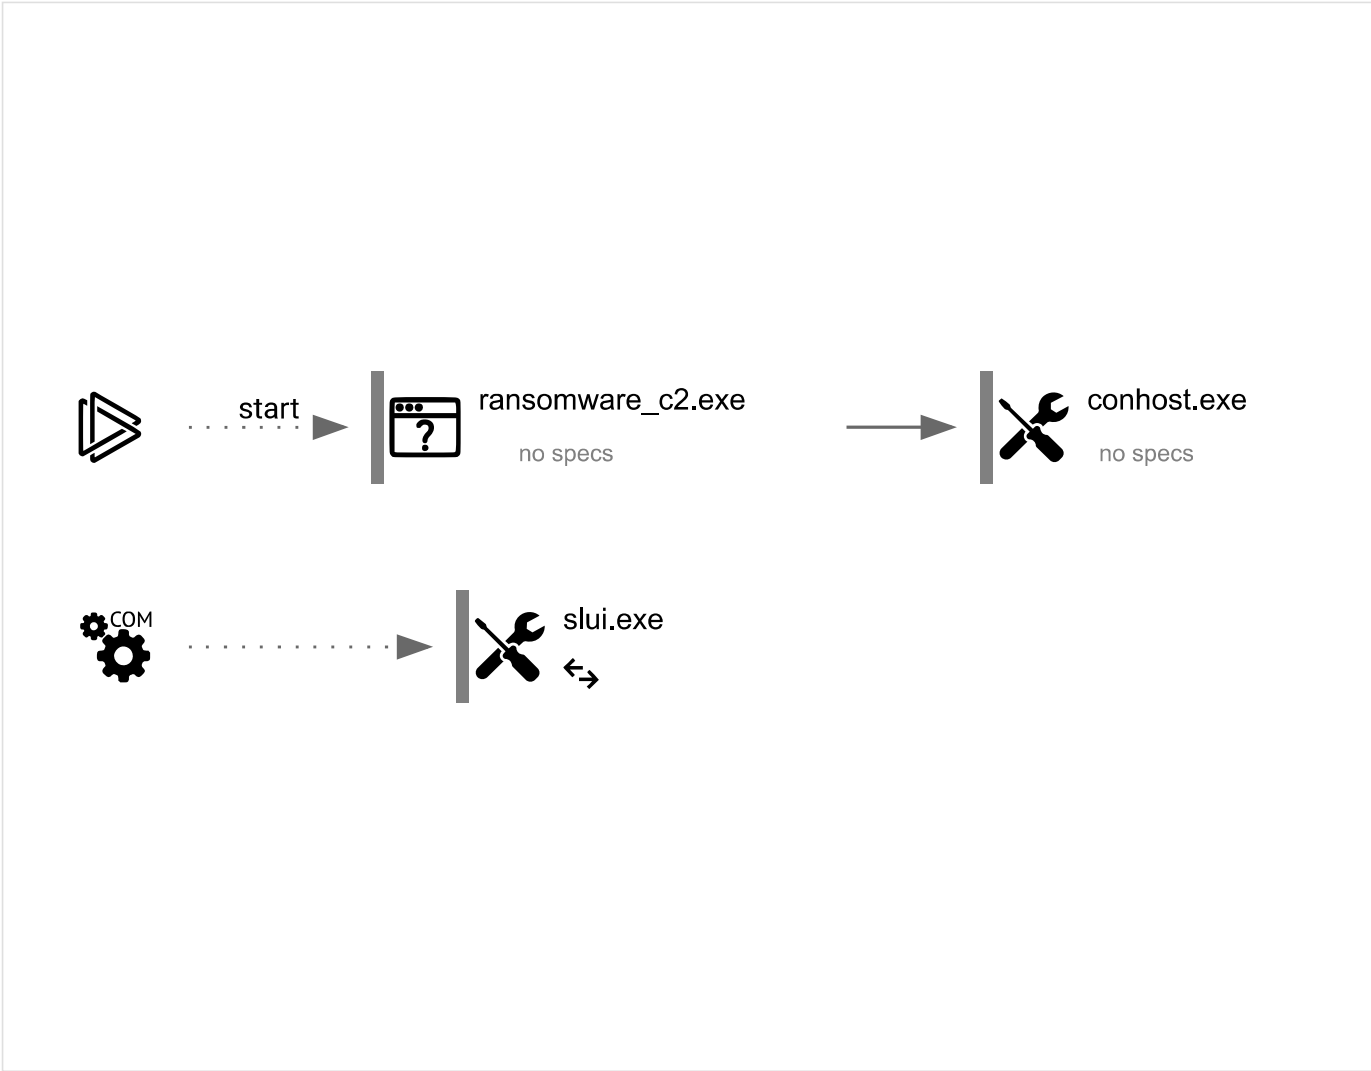 start
ransomware_c2.exe
no specs
conhost.exe
no specs
COM
slui.exe